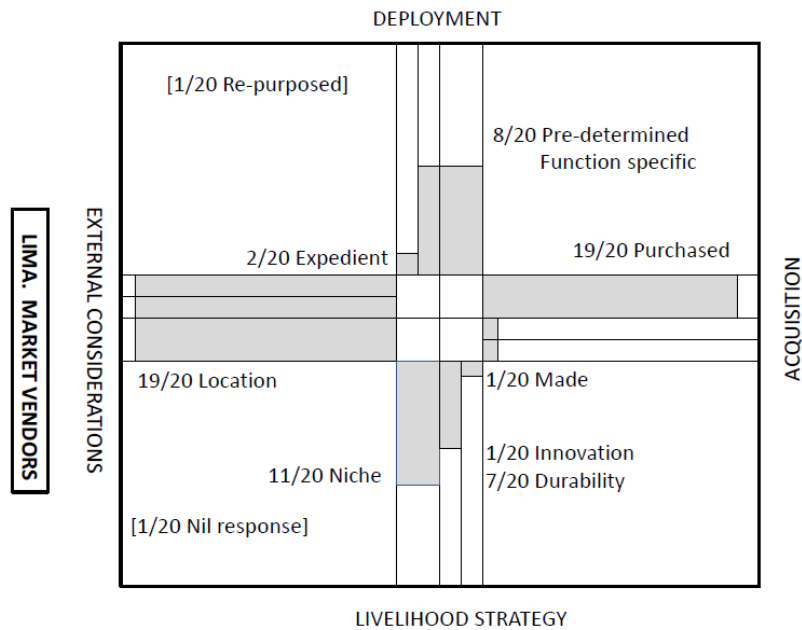 DEPLOYMENT
[1/20 Re-purposed]
8/20 Pre-determined
Function specific
2/20 Expedient
19/20 Purchased
LIMA. MARKET VENDORS
EXTERNAL CONSIDERATIONS
ACQUISITION
19/20 Location
1/20 Made
11/20 Niche
1/20 Innovation
7/20 Durability
[1/20 Nil response]
LIVELIHOOD STRATEGY